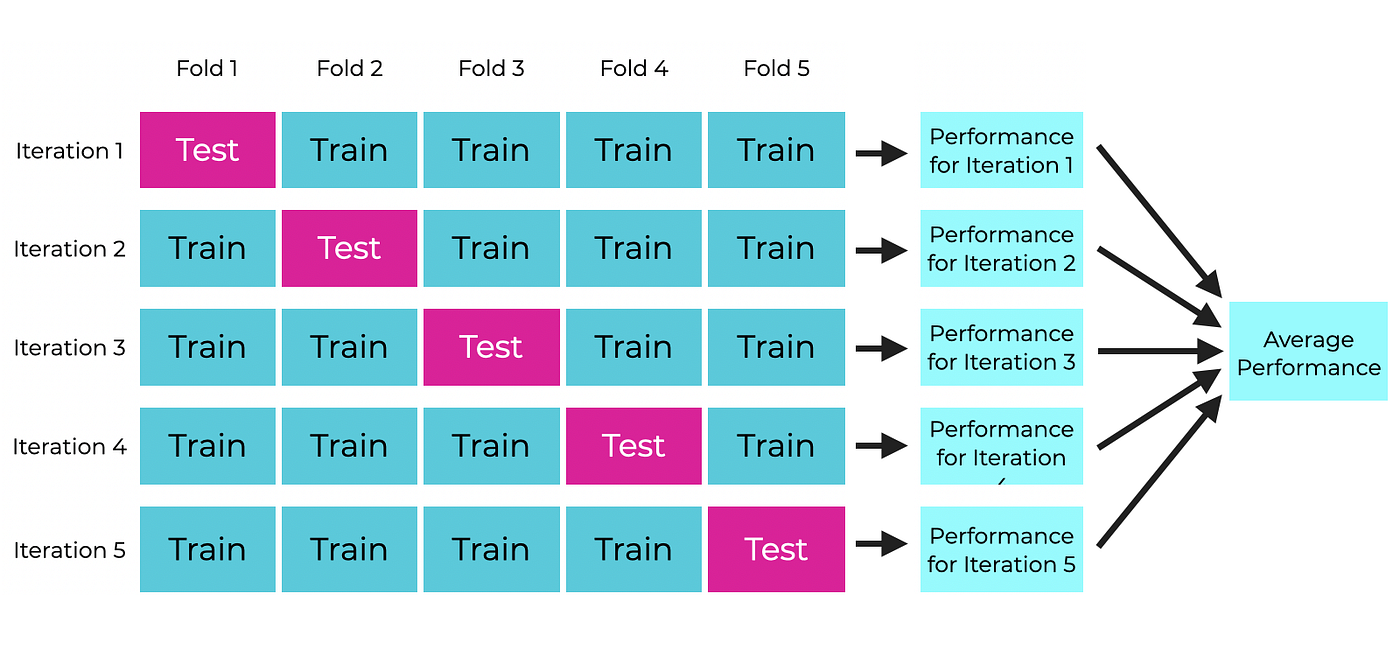 Fold 1 Fold 2 Fold 3 Fold 4 Fold 5
Iteration 1 Test Train Train Train Train
Performance
for Iteration 1
Iteration 2 Train Test Train Train Train
Performance
for Iteration 2
Iteration 3 Train Train Test Train Train
Performance
for Iteration 3
Average
Performance
Iteration 4 Train Train Train Test Train
Performance
for Iteration
Iteration 5 Train Train Train Train Test
Performance
for Iteration 5